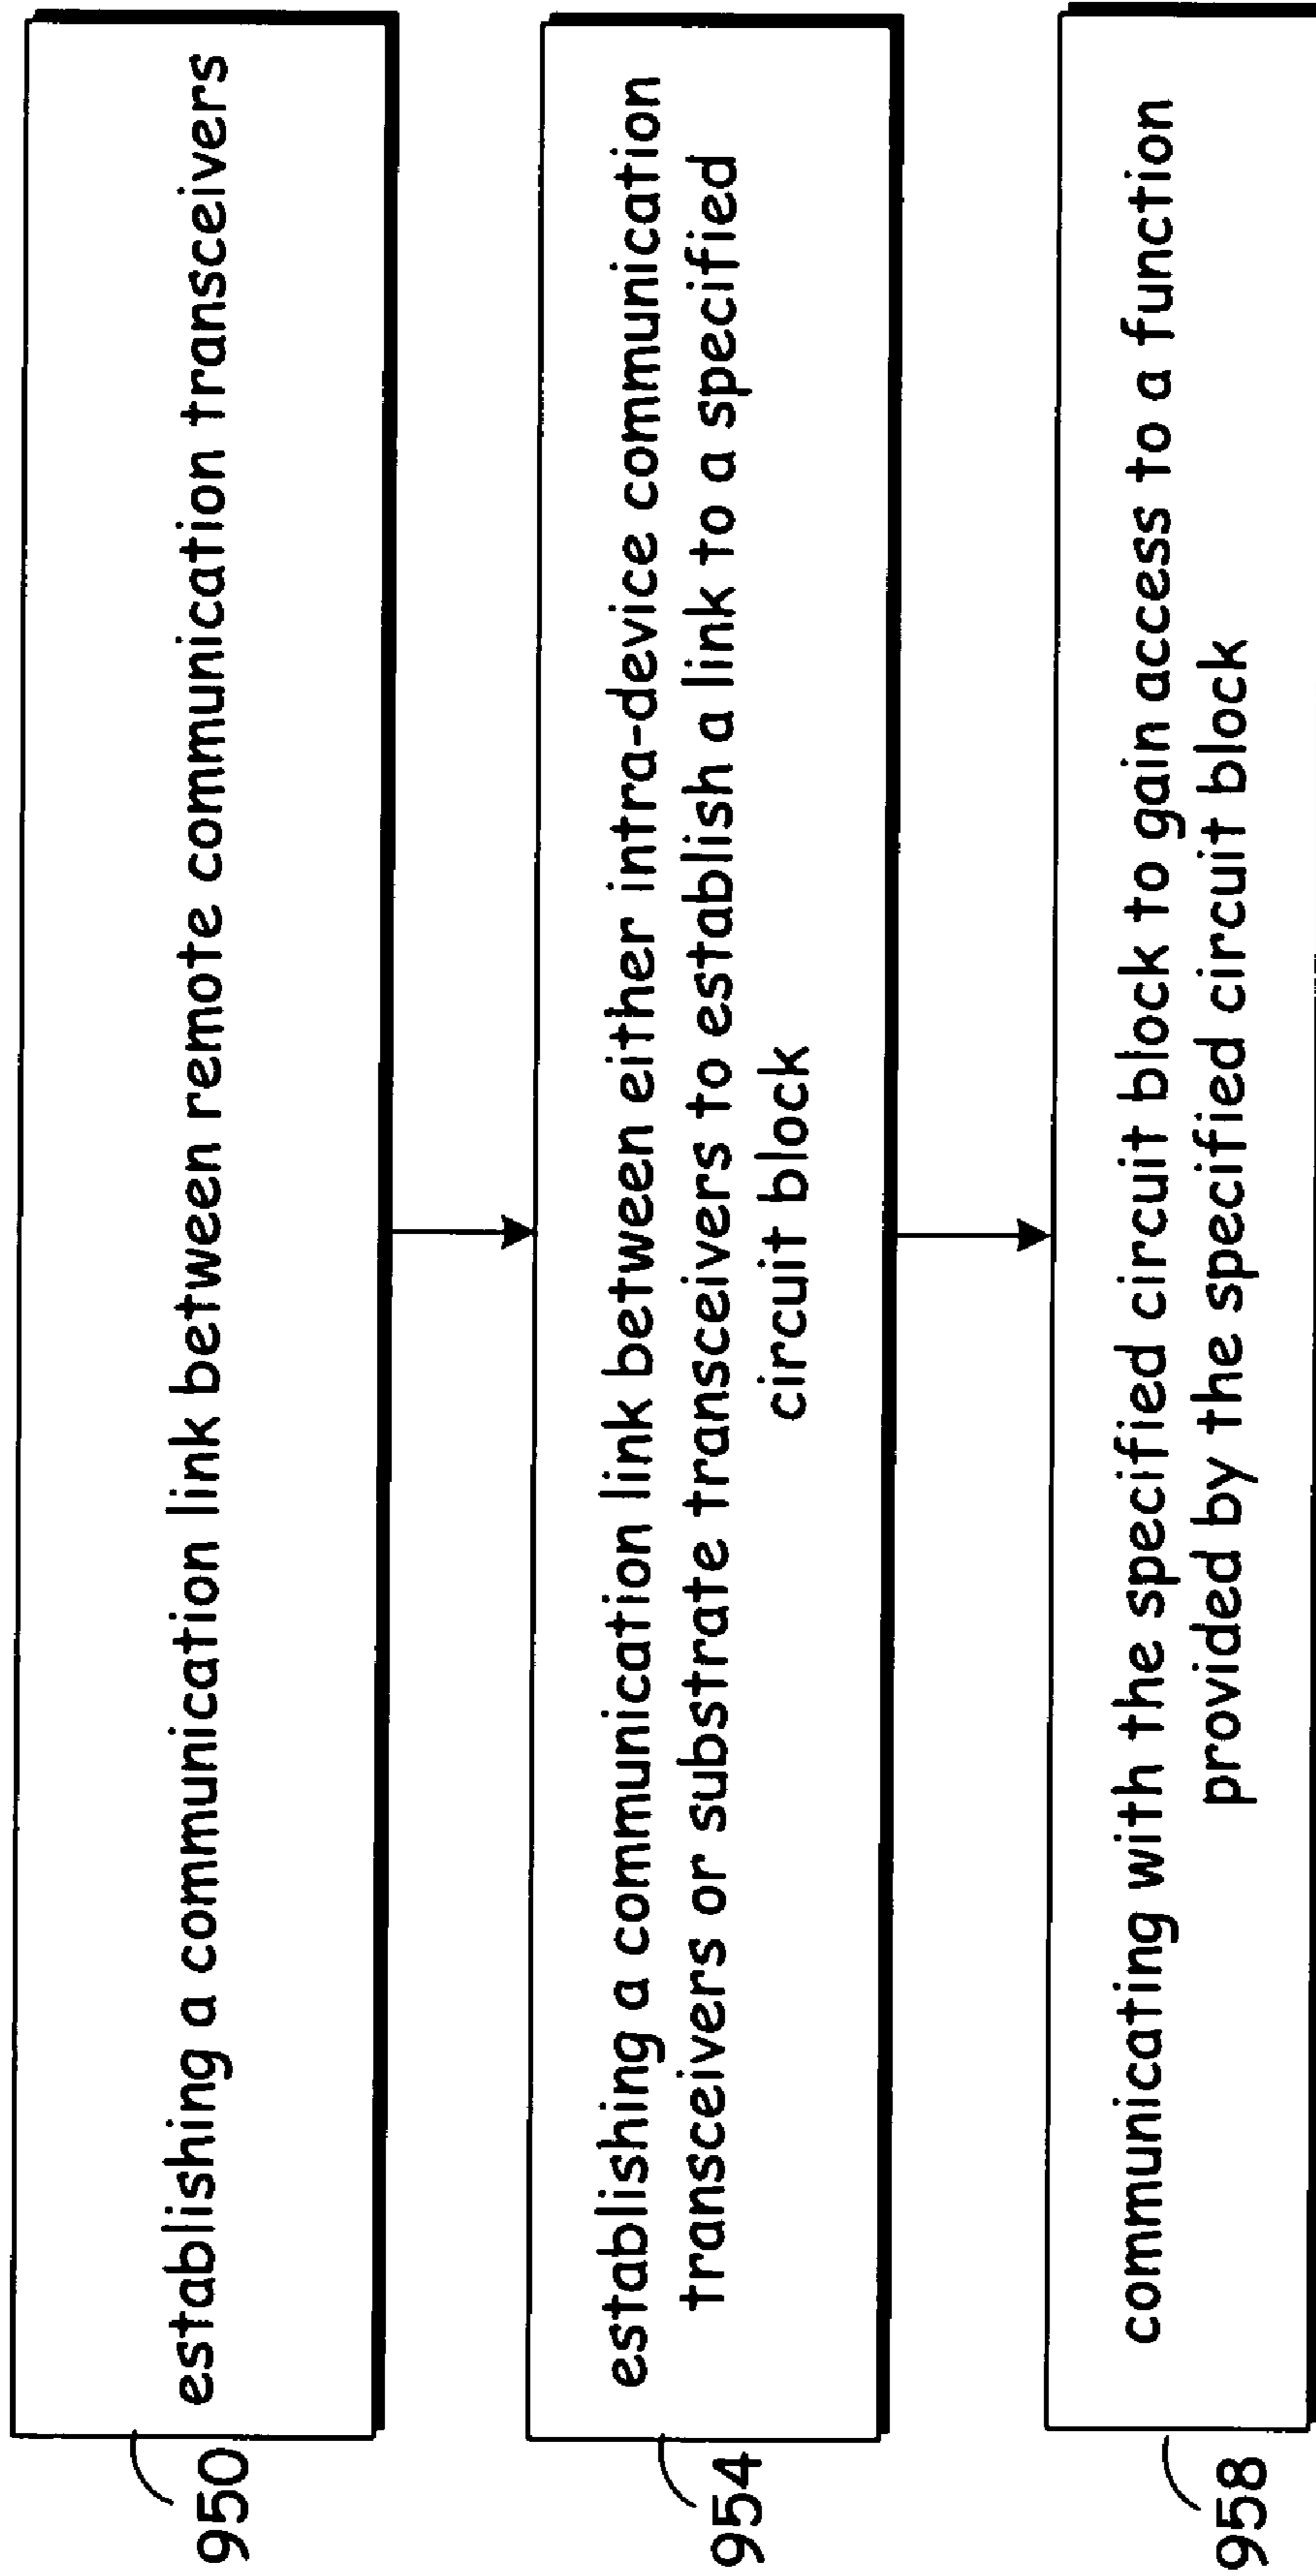 establishing a communication link between remote communication transceivers
950
establishing a communication link between either intra-device communication
transceivers or substrate transceivers to establish a link to a specified
circuit block
954
communicating with the specified circuit block to gain access to a function
provided by the specified circuit block
958